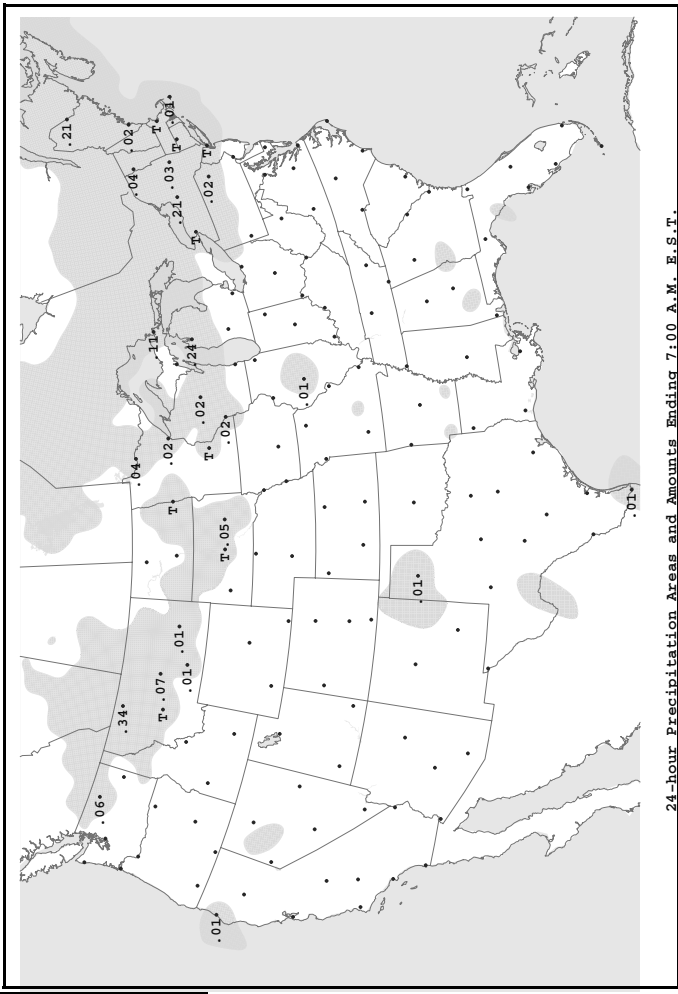 .21
.06
.34
.02
.04
.04
.11
T
T .07
.02
.03
.01
T
T
.21
.01
.01
.24
T
.02
T
.02
T
.01
.02
T .05
.01
.01
.01
24-hour Precipitation Areas and Amounts Ending 7:00 A.M. E.S.T.